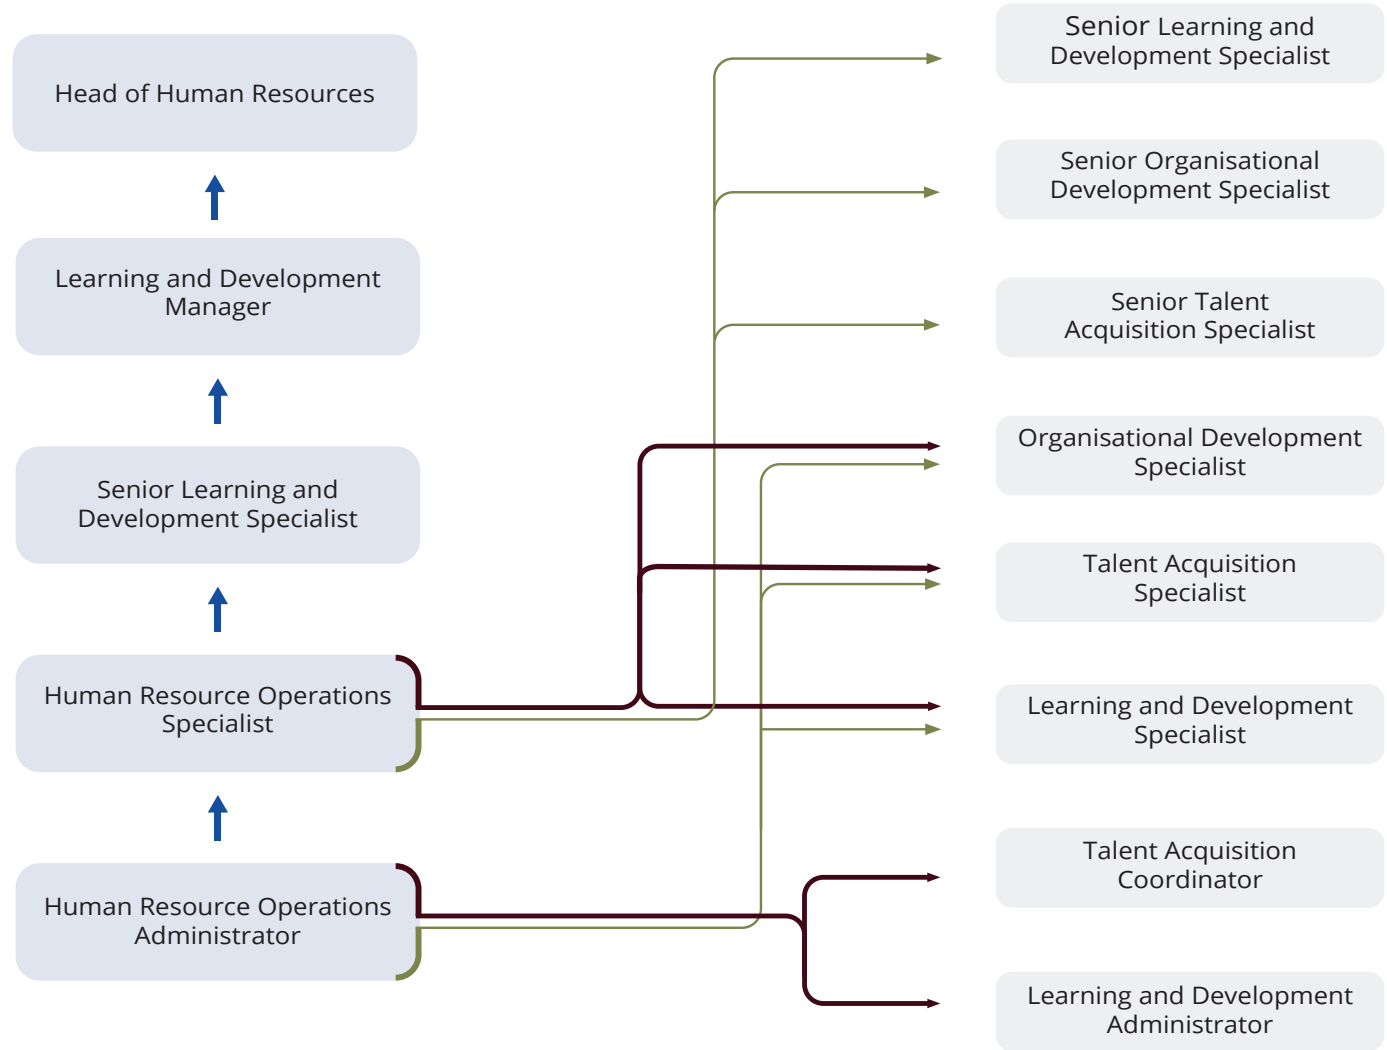 Head of Human Resources
Learning and Development
Manager
Senior Learning and
Development Specialist
Human Resource Operations
Specialist
Human Resource Operations
Administrator
Senior Learning and
Development Specialist
Senior Organisational
Development Specialist
Senior Talent
Acquisition Specialist
Organisational Development
Specialist
Talent Acquisition
Specialist
Learning and Development
Specialist
Talent Acquisition
Coordinator
Learning and Development
Administrator